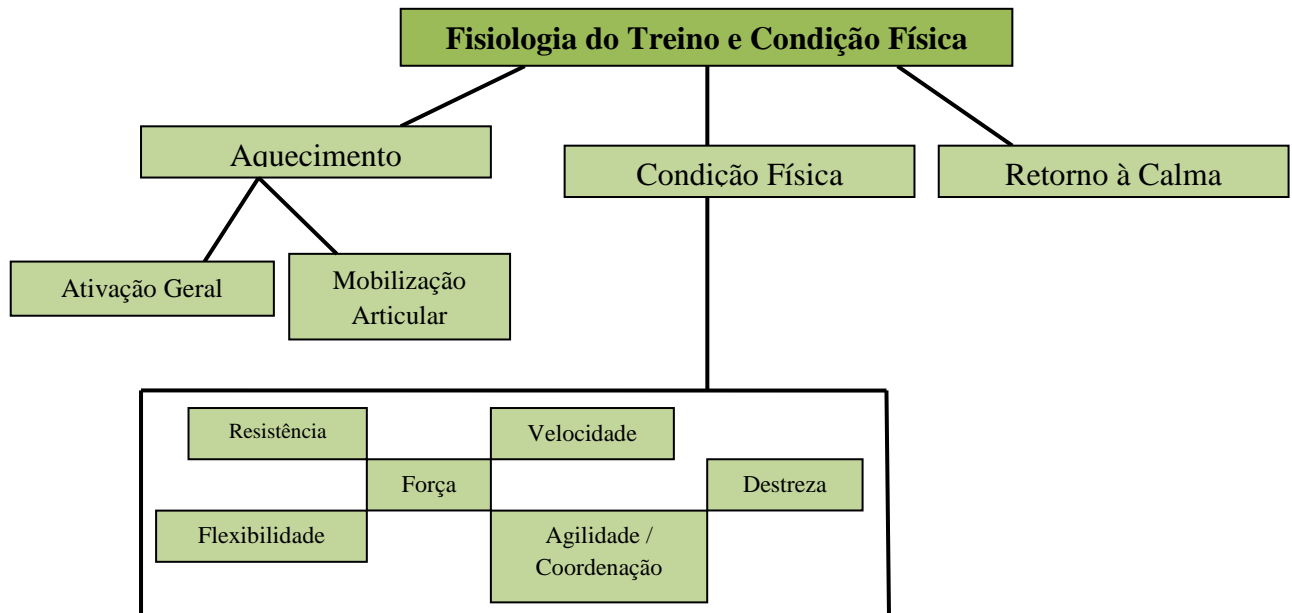 Fisiologia do Treino e Condição Física
Aquecimento
Condição Física
Retorno à Calma
Ativação Geral
Mobilização
Articular
Resistência
Velocidade
Força
Destreza
Flexibilidade
Agilidade /
Coordenação